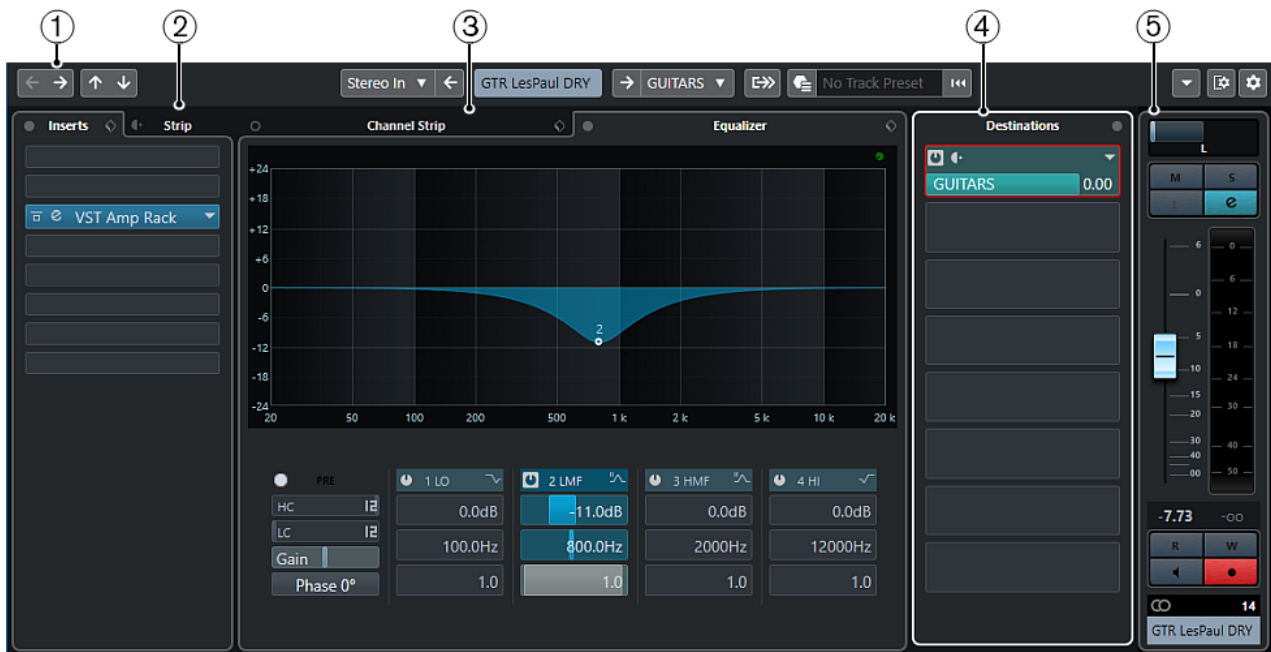 1 2 3 4 5
Stereo In GTR LesPaul DRY GUITARS No Track Preset
Inserts Strip Channel Strip Equalizer Destinations
L
M S
L e
VST Amp Rack
GUITARS 0.00
+24
+18
+12
+6
0
-6
-12
-18
-24
2
20 50 100 200 500 1 k 2 k 5 k 10 k 20 k
6
0
5
10
15
20
30
40
00
0
6
12
18
24
30
40
50
PRE 1 LO 2 LMF 3 HMF 4 HI
HC 12 0.0dB -11.0dB 0.0dB 0.0dB
LC 12 100.0Hz 800.0Hz 2000Hz 12000Hz
Gain
Phase 0° 1.0 1.0 1.0 1.0
-7.73 -oo
R W
14
GTR LesPaul DRY